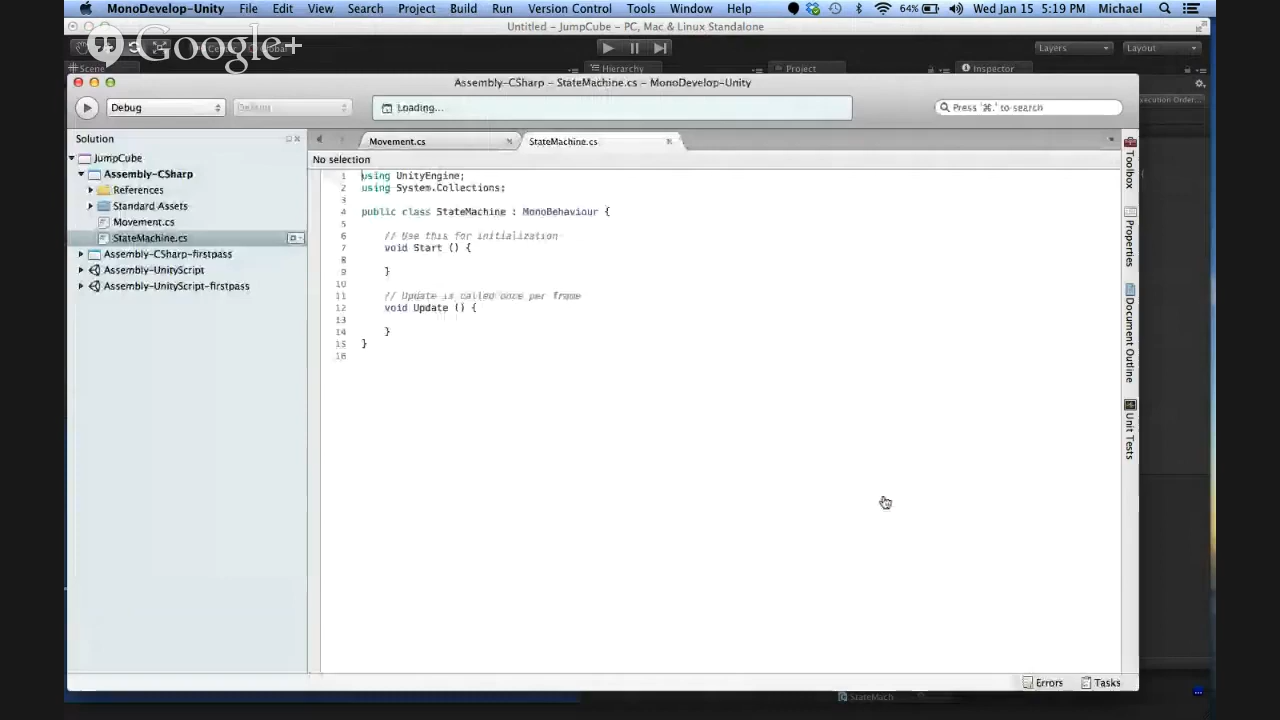 MonoDevelop-Unity File Edit View Search Project Build Run Version Control Tools Window Help 64% Wed Jan 15 5:19 PM Michael
Untitled - JumpCube - PC, Mac & Linux Standalone
Google+
Layers Layout
Scene Hierarchy Project Inspector
Assembly-CSharp - StateMachine.cs - MonoDevelop-Unity
Debug Loading... Press '⌘.' to search
Solution
Movement.cs StateMachine.cs
No selection
JumpCube
Assembly-CSharp
References
Standard Assets
Movement.cs
StateMachine.cs
Assembly-CSharp-firstpass
Assembly-UnityScript
Assembly-UnityScript-firstpass
1 using UnityEngine;
2 using System.Collections;
3
4 public class StateMachine : MonoBehaviour {
5
6 // Use this for initialization
7 void Start () {
8
9 }
10
11 // Update is called once per frame
12 void Update () {
13
14 }
15 }
16
Toolbox
Properties
Document Outline
Unit Tests
Errors Tasks
StateMach